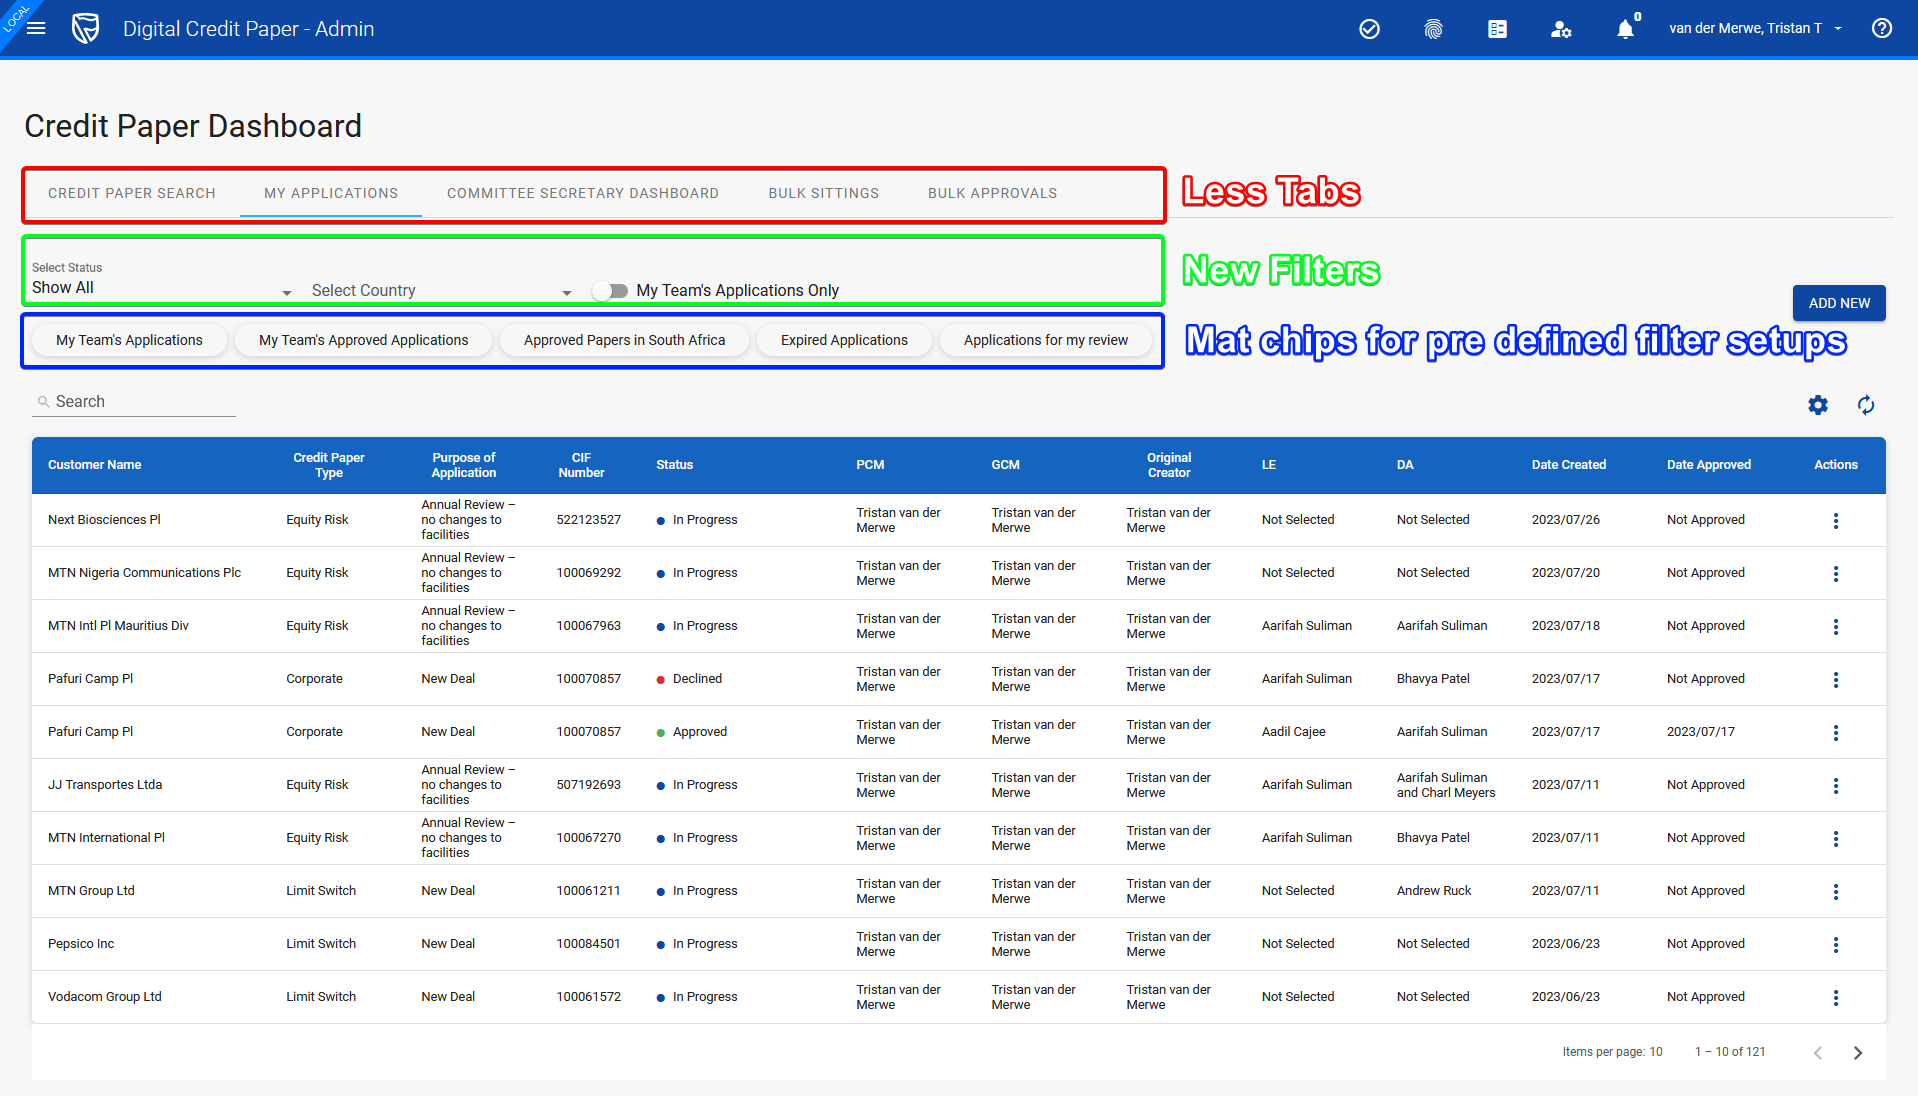 LOCAL
Digital Credit Paper - Admin
0
van der Merwe, Tristan T
Credit Paper Dashboard
CREDIT PAPER SEARCH MY APPLICATIONS COMMITTEE SECRETARY DASHBOARD BULK SITTINGS BULK APPROVALS
Less Tabs
Select Status
Show All
Select Country
My Team's Applications Only
New Filters
ADD NEW
My Team's Applications My Team's Approved Applications Approved Papers in South Africa Expired Applications Applications for my review
Mat chips for pre defined filter setups
Search
Customer Name Credit Paper Type Purpose of Application CIF Number Status PCM GCM Original Creator LE DA Date Created Date Approved Actions
Next Biosciences Pl Equity Risk Annual Review – no changes to facilities 522123527 In Progress Tristan van der Merwe Tristan van der Merwe Tristan van der Merwe Not Selected Not Selected 2023/07/26 Not Approved
MTN Nigeria Communications Plc Equity Risk Annual Review – no changes to facilities 100069292 In Progress Tristan van der Merwe Tristan van der Merwe Tristan van der Merwe Not Selected Not Selected 2023/07/20 Not Approved
MTN Intl Pl Mauritius Div Equity Risk Annual Review – no changes to facilities 100067963 In Progress Tristan van der Merwe Tristan van der Merwe Tristan van der Merwe Aarifah Suliman Aarifah Suliman 2023/07/18 Not Approved
Pafuri Camp Pl Corporate New Deal 100070857 Declined Tristan van der Merwe Tristan van der Merwe Tristan van der Merwe Aarifah Suliman Bhavya Patel 2023/07/17 Not Approved
Pafuri Camp Pl Corporate New Deal 100070857 Approved Tristan van der Merwe Tristan van der Merwe Tristan van der Merwe Aadil Cajee Aarifah Suliman 2023/07/17 2023/07/17
JJ Transportes Ltda Equity Risk Annual Review – no changes to facilities 507192693 In Progress Tristan van der Merwe Tristan van der Merwe Tristan van der Merwe Aarifah Suliman Aarifah Suliman and Charl Meyers 2023/07/11 Not Approved
MTN International Pl Equity Risk Annual Review – no changes to facilities 100067270 In Progress Tristan van der Merwe Tristan van der Merwe Tristan van der Merwe Aarifah Suliman Bhavya Patel 2023/07/11 Not Approved
MTN Group Ltd Limit Switch New Deal 100061211 In Progress Tristan van der Merwe Tristan van der Merwe Tristan van der Merwe Not Selected Andrew Ruck 2023/07/11 Not Approved
Pepsico Inc Limit Switch New Deal 100084501 In Progress Tristan van der Merwe Tristan van der Merwe Tristan van der Merwe Not Selected Not Selected 2023/06/23 Not Approved
Vodacom Group Ltd Limit Switch New Deal 100061572 In Progress Tristan van der Merwe Tristan van der Merwe Tristan van der Merwe Not Selected Not Selected 2023/06/23 Not Approved
Items per page: 10 1 – 10 of 121